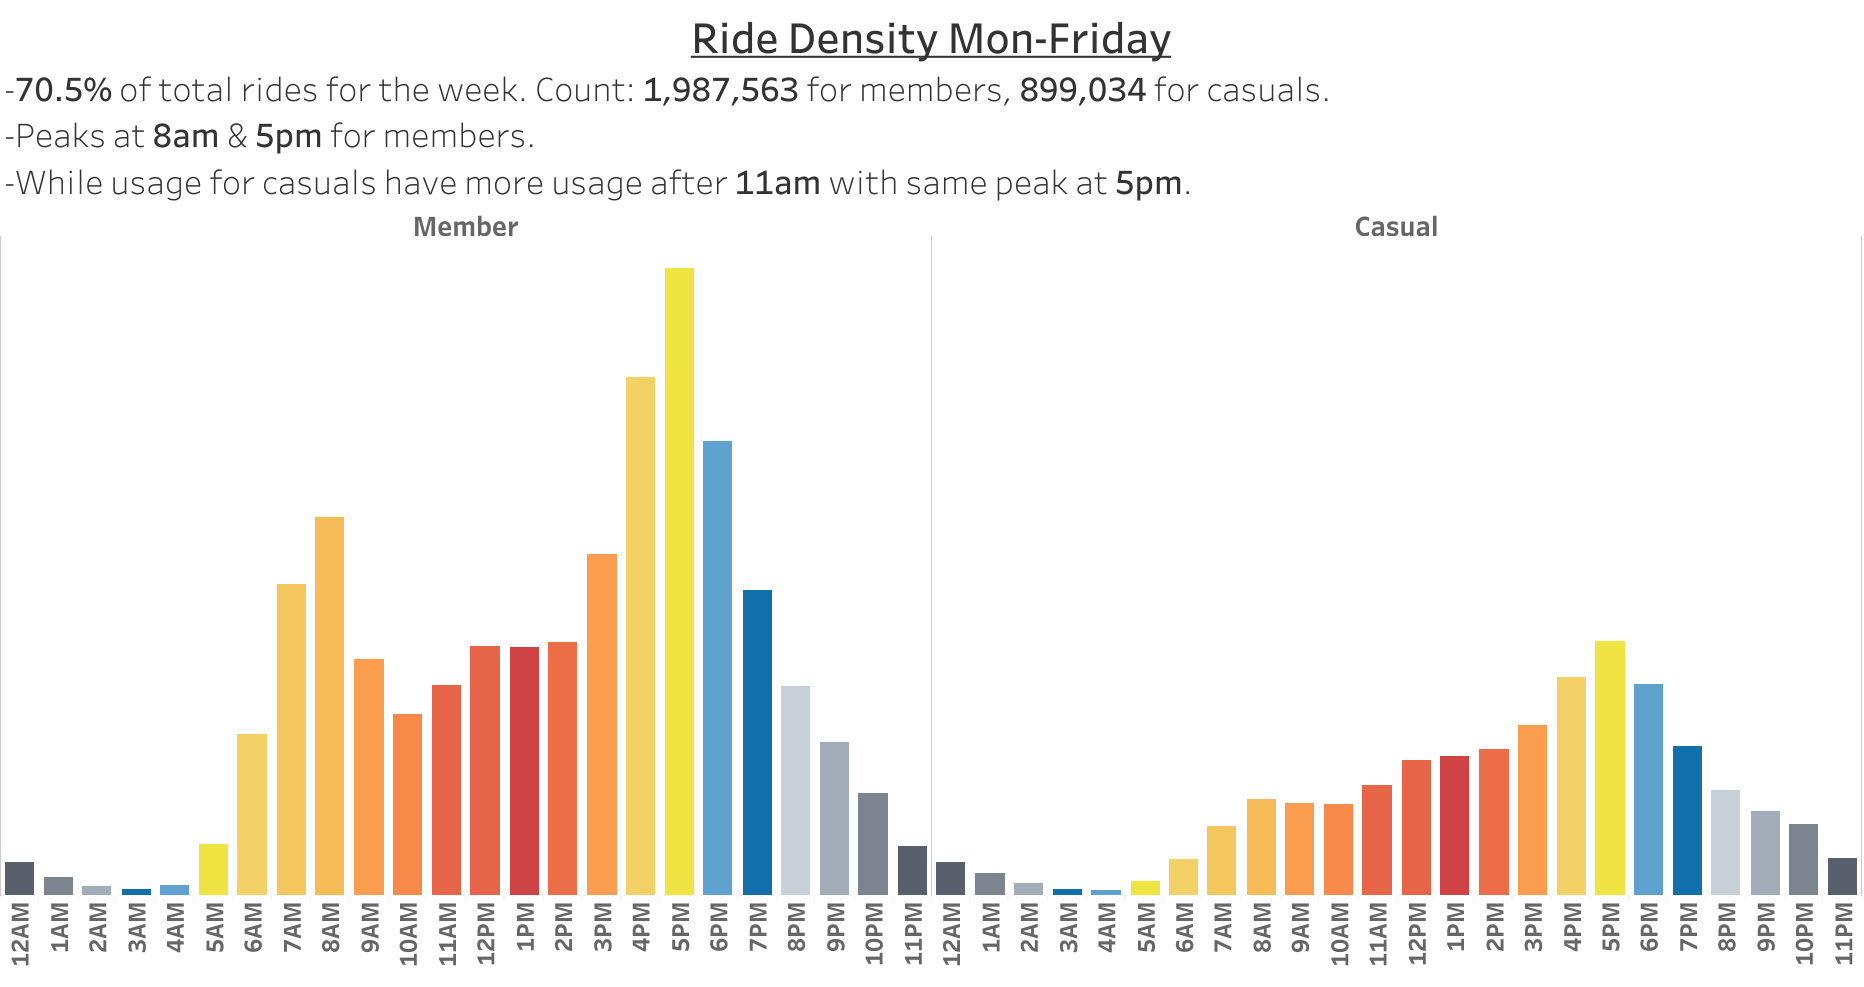 Ride Density Mon-Friday
-70.5% of total rides for the week. Count: 1,987,563 for members, 899,034 for casuals.
-Peaks at 8am & 5pm for members.
-While usage for casuals have more usage after 11am with same peak at 5pm.
Member Casual
12AM 1AM 2AM 3AM 4AM 5AM 6AM 7AM 8AM 9AM 10AM 11AM 12PM 1PM 2PM 3PM 4PM 5PM 6PM 7PM 8PM 9PM 10PM 11PM 12AM 1AM 2AM 3AM 4AM 5AM 6AM 7AM 8AM 9AM 10AM 11AM 12PM 1PM 2PM 3PM 4PM 5PM 6PM 7PM 8PM 9PM 10PM 11PM